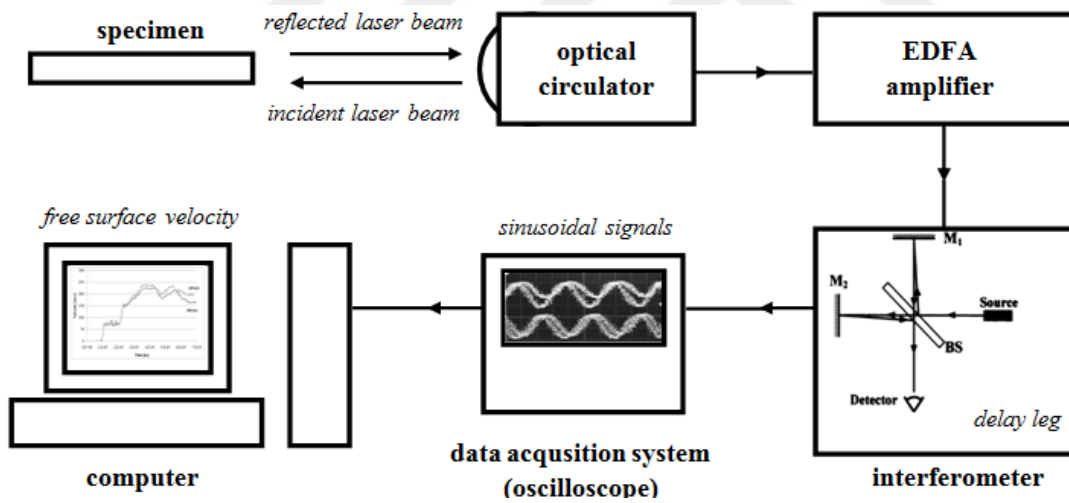 specimen
reflected laser beam
incident laser beam
optical
circulator
EDFA
amplifier
free surface velocity
sinusoidal signals
M1
M2
Source
BS
Detector
delay leg
computer
data acqusition system
(oscilloscope)
interferometer